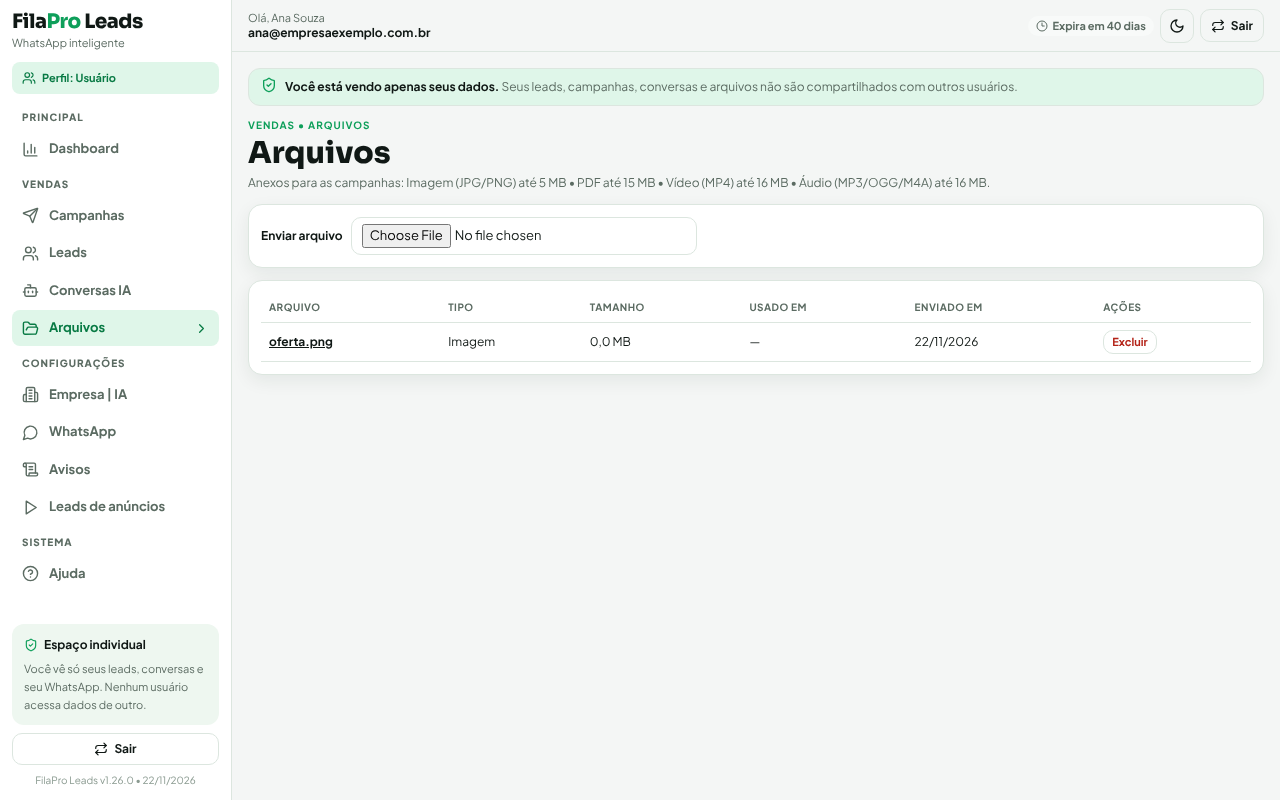 FilaPro Leads
WhatsApp inteligente
Perfil: Usuário
PRINCIPAL
Dashboard
VENDAS
Campanhas
Leads
Conversas IA
Arquivos
CONFIGURAÇÕES
Empresa | IA
WhatsApp
Avisos
Leads de anúncios
SISTEMA
Ajuda
Espaço individual
Você vê só seus leads, conversas e
seu WhatsApp. Nenhum usuário
acessa dados de outro.
Sair
FilaPro Leads v1.26.0 • 22/11/2026
Olá, Ana Souza
ana@empresaexemplo.com.br
Expira em 40 dias
Sair
Você está vendo apenas seus dados. Seus leads, campanhas, conversas e arquivos não são compartilhados com outros usuários.
VENDAS • ARQUIVOS
Arquivos
Anexos para as campanhas: Imagem (JPG/PNG) até 5 MB • PDF até 15 MB • Vídeo (MP4) até 16 MB • Áudio (MP3/OGG/M4A) até 16 MB.
Enviar arquivo Choose File No file chosen
ARQUIVO TIPO TAMANHO USADO EM ENVIADO EM AÇÕES
oferta.png Imagem 0,0 MB — 22/11/2026 Excluir